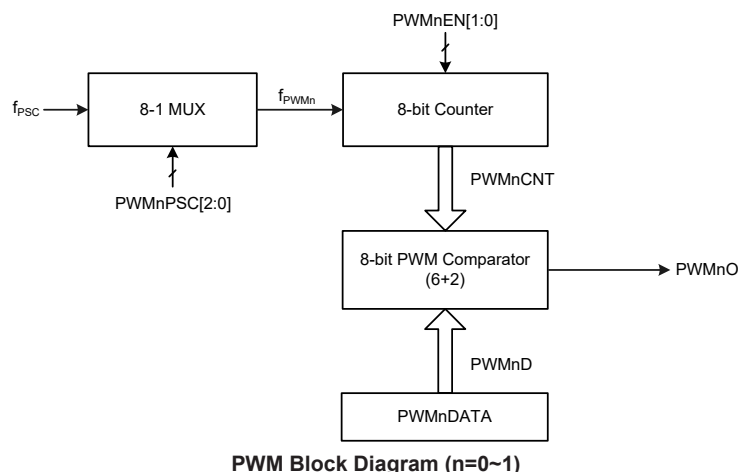 PWMnEN[1:0]
fPSC
8-1 MUX
fPWMn
8-bit Counter
PWMnPSC[2:0]
PWMnCNT
8-bit PWM Comparator
(6+2)
PWMnO
PWMnD
PWMnDATA
PWM Block Diagram (n=0~1)